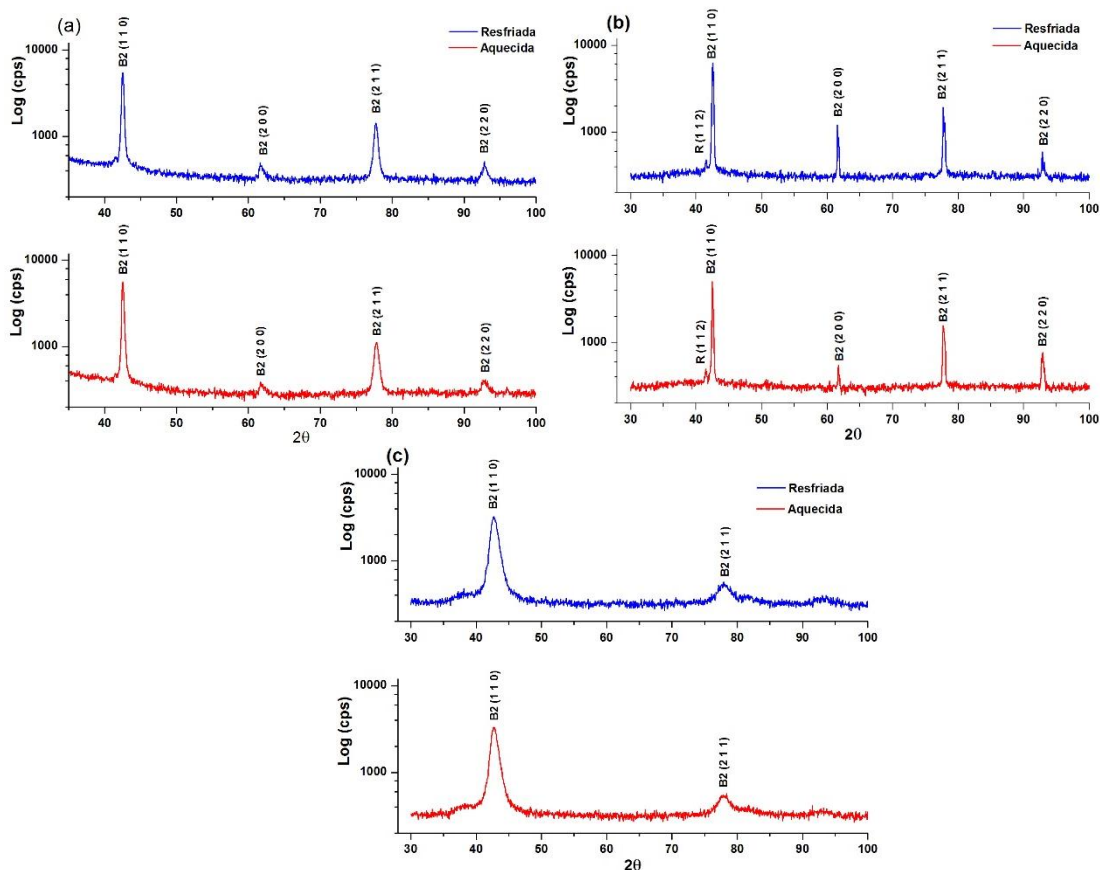 (a)
Resfriada
Aquecida
10000
1000
Log (cps)
B2 (1 1 0)
B2 (2 0 0)
B2 (2 1 1)
B2 (2 2 0)
40 50 60 70 80 90 100
10000
1000
Log (cps)
B2 (1 1 0)
B2 (2 0 0)
B2 (2 1 1)
B2 (2 2 0)
40 50 60 70 80 90 100
2θ
(b)
Resfriada
Aquecida
10000
1000
Log (cps)
R (1 1 2)
B2 (1 1 0)
B2 (2 0 0)
B2 (2 1 1)
B2 (2 2 0)
30 40 50 60 70 80 90 100
10000
1000
Log (cps)
R (1 1 2)
B2 (1 1 0)
B2 (2 0 0)
B2 (2 1 1)
B2 (2 2 0)
30 40 50 60 70 80 90 100
2θ
(c)
Resfriada
Aquecida
10000
1000
Log (cps)
B2 (1 1 0)
B2 (2 1 1)
30 40 50 60 70 80 90 100
10000
1000
Log (cps)
B2 (1 1 0)
B2 (2 1 1)
30 40 50 60 70 80 90 100
2θ